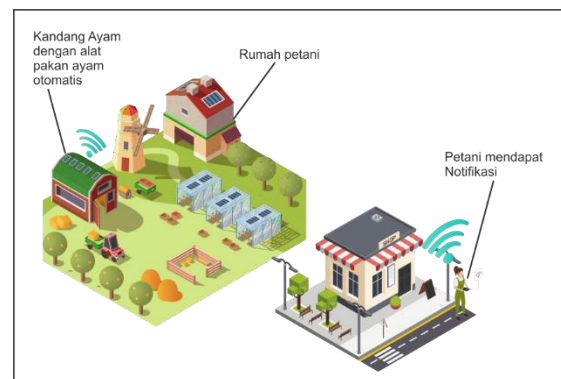 Kandang Ayam
dengan alat
pakan ayam
otomatis
Rumah petani
Petani mendapat
Notifikasi
SHOP